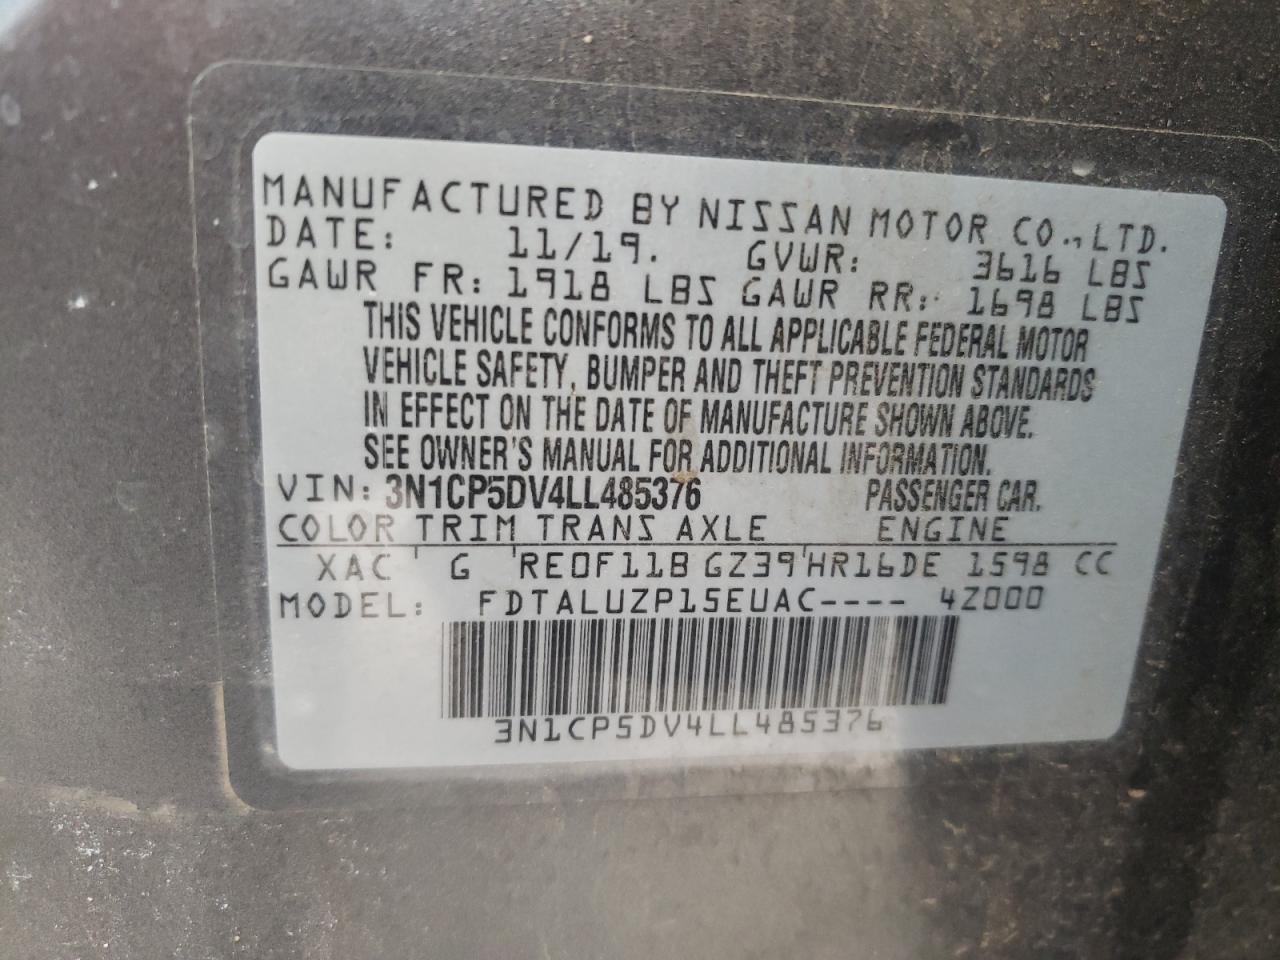 MANUFACTURED BY NISSAN MOTOR CO., LTD.
DATE: 11/19. GVWR: 3616 LBS
GAWR FR: 1918 LBS GAWR RR: 1698 LBS
THIS VEHICLE CONFORMS TO ALL APPLICABLE FEDERAL MOTOR
VEHICLE SAFETY, BUMPER AND THEFT PREVENTION STANDARDS
IN EFFECT ON THE DATE OF MANUFACTURE SHOWN ABOVE.
SEE OWNER'S MANUAL FOR ADDITIONAL INFORMATION.
VIN: 3N1CP5DV4LL485376 PASSENGER CAR.
COLOR TRIM TRANS AXLE ENGINE
XAC ' G 'RE0F11B GZ39'HR16DE 1598 CC
MODEL: FDTALUZP15EUAC---- 4Z000
3N1CP5DV4LL485376